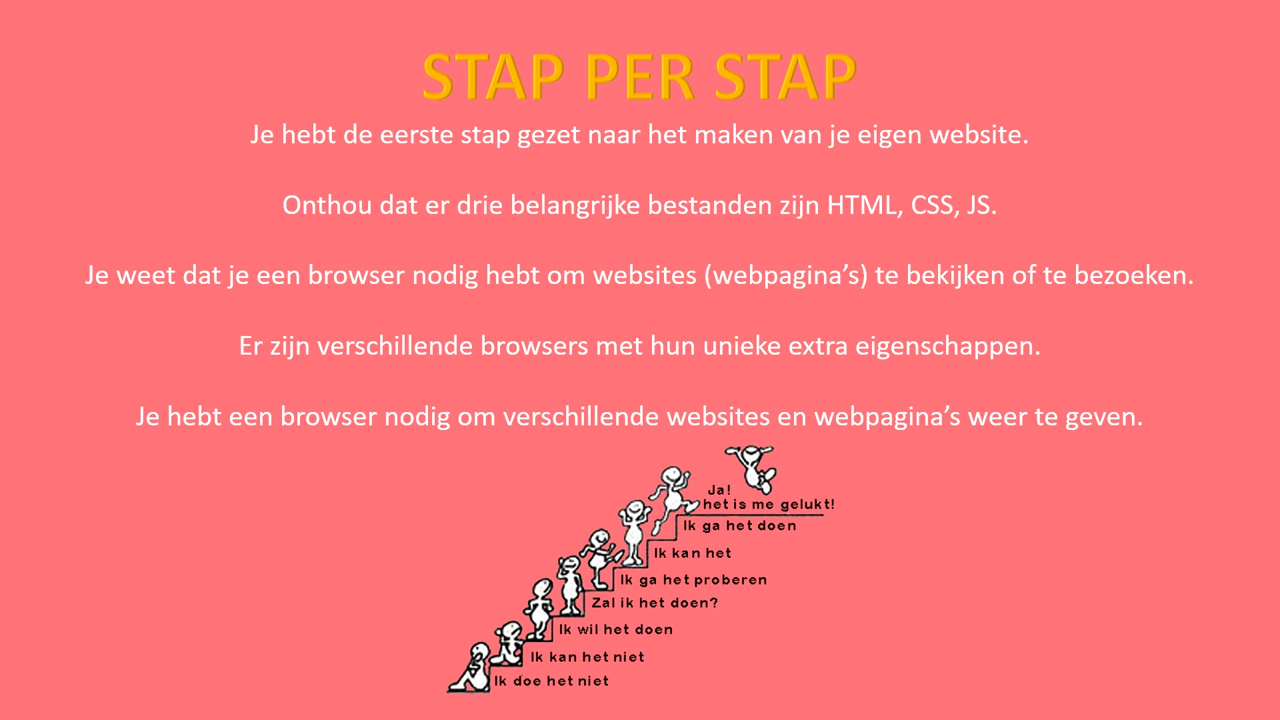 STAP PER STAP
Je hebt de eerste stap gezet naar het maken van je eigen website.
Onthou dat er drie belangrijke bestanden zijn HTML, CSS, JS.
Je weet dat je een browser nodig hebt om websites (webpagina’s) te bekijken of te bezoeken.
Er zijn verschillende browsers met hun unieke extra eigenschappen.
Je hebt een browser nodig om verschillende websites en webpagina’s weer te geven.
Ja!
het is me gelukt!
Ik ga het doen
Ik kan het
Ik ga het proberen
Zal ik het doen?
Ik wil het doen
Ik kan het niet
Ik doe het niet